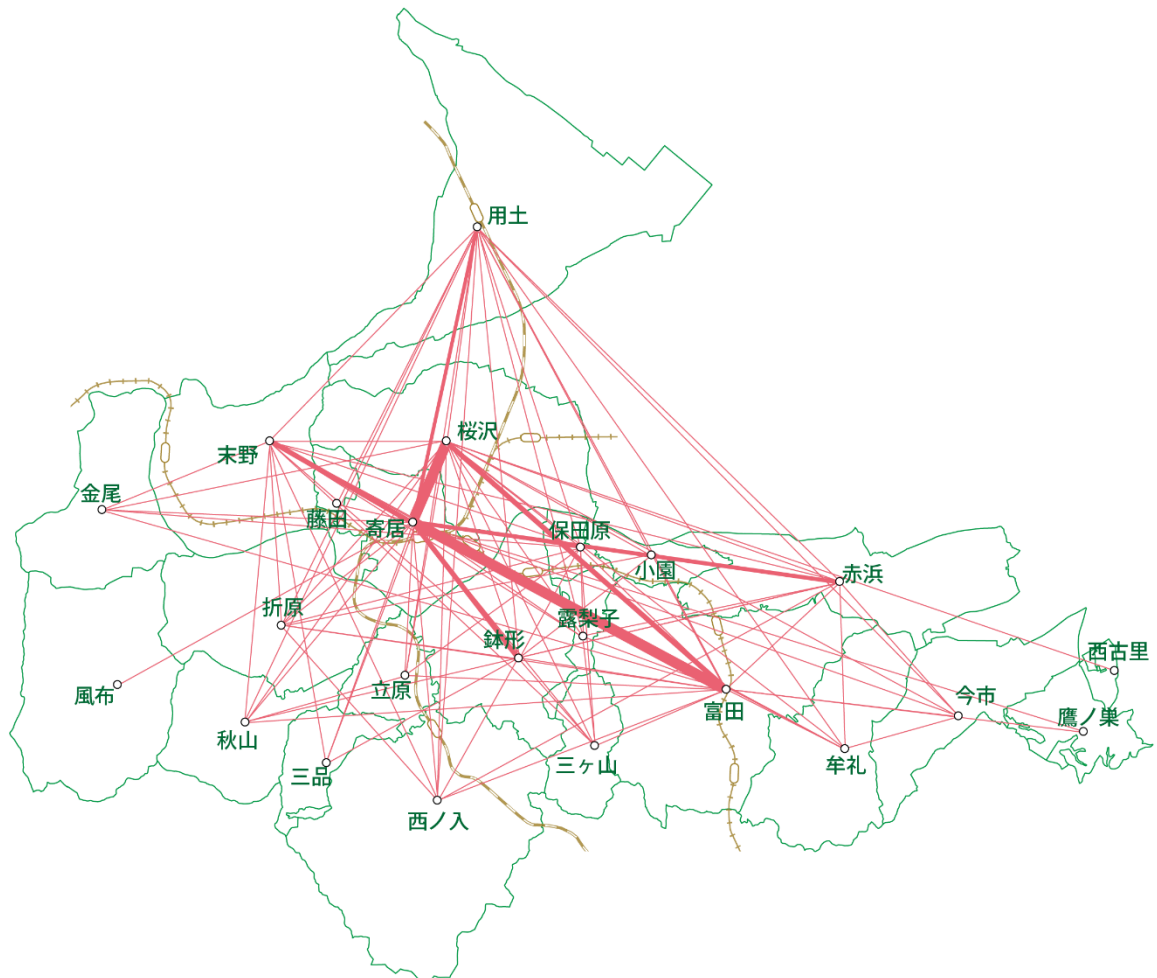 用土
桜沢
末野
金尾
藤田
寄居
保田原
小園
赤浜
折原
鉢形
露梨子
西古里
風布
立原
富田
今市
鷹ノ巣
秋山
三品
三ヶ山
牟礼
西ノ入